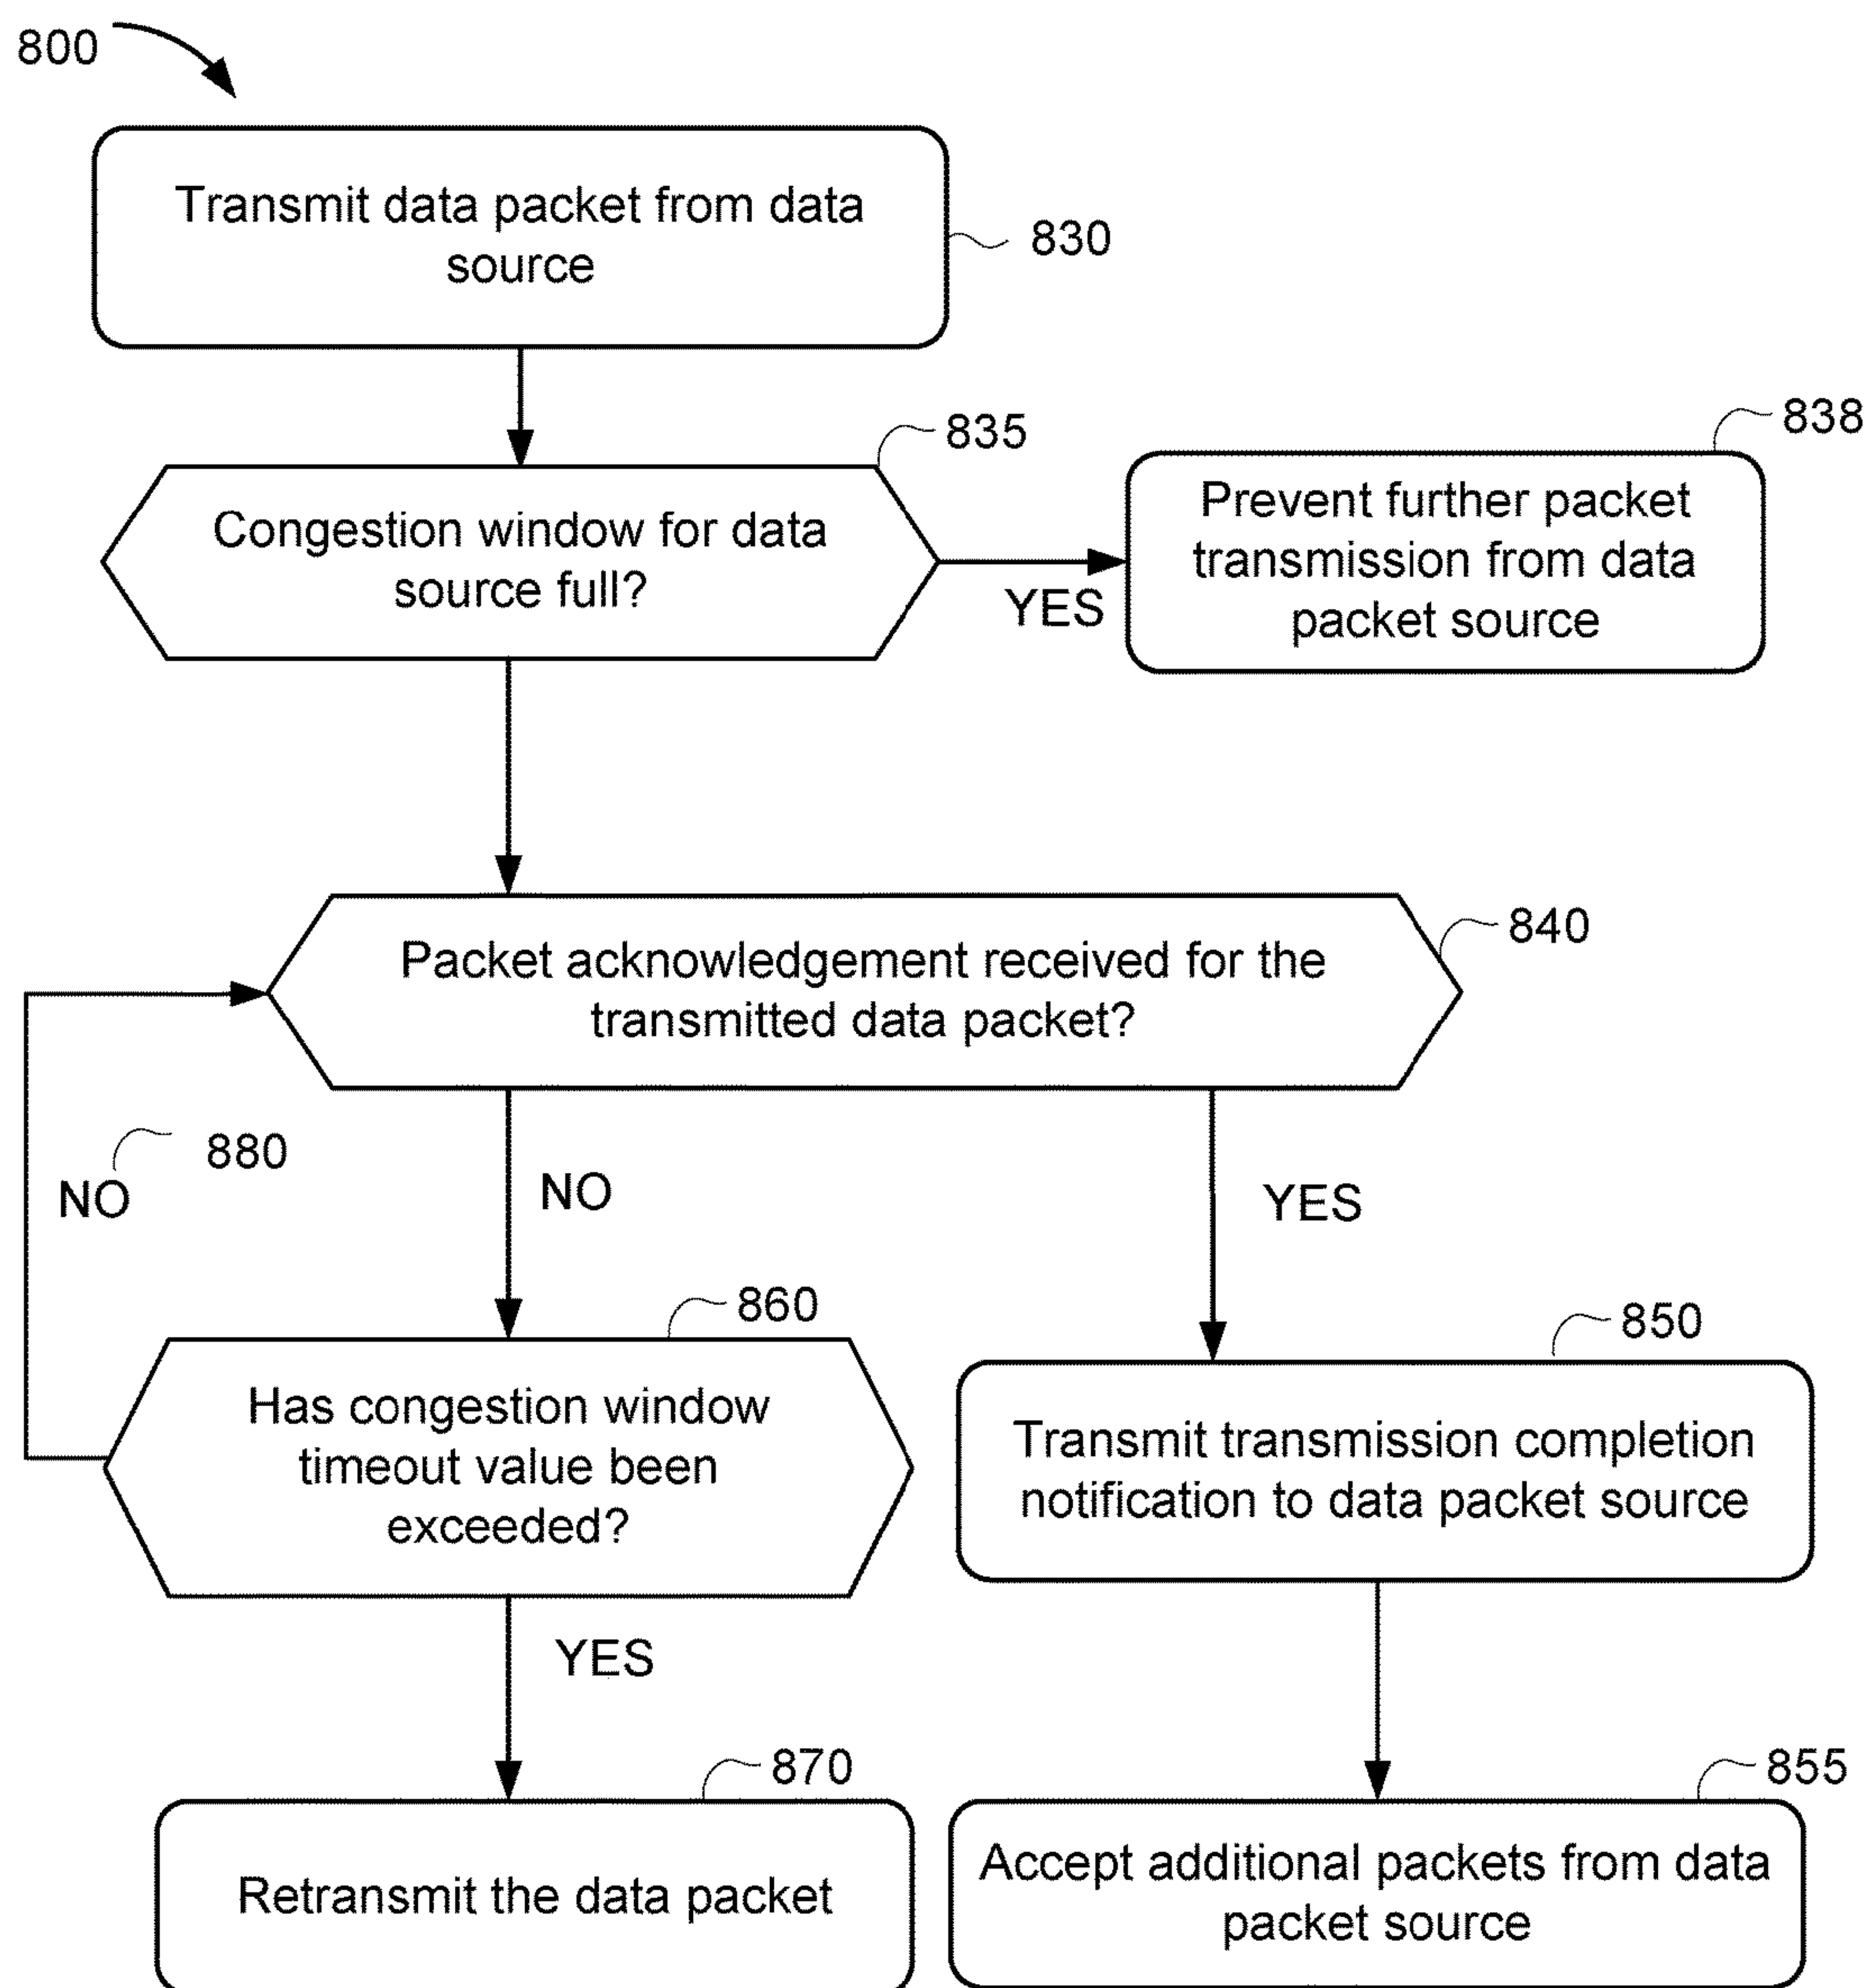 800
Transmit data packet from data
source
830
835
838
Congestion window for data
source full?
YES
Prevent further packet
transmission from data
packet source
840
Packet acknowledgement received for the
transmitted data packet?
880
NO
NO
YES
860
850
Has congestion window
timeout value been
exceeded?
Transmit transmission completion
notification to data packet source
YES
870
855
Retransmit the data packet
Accept additional packets from data
packet source